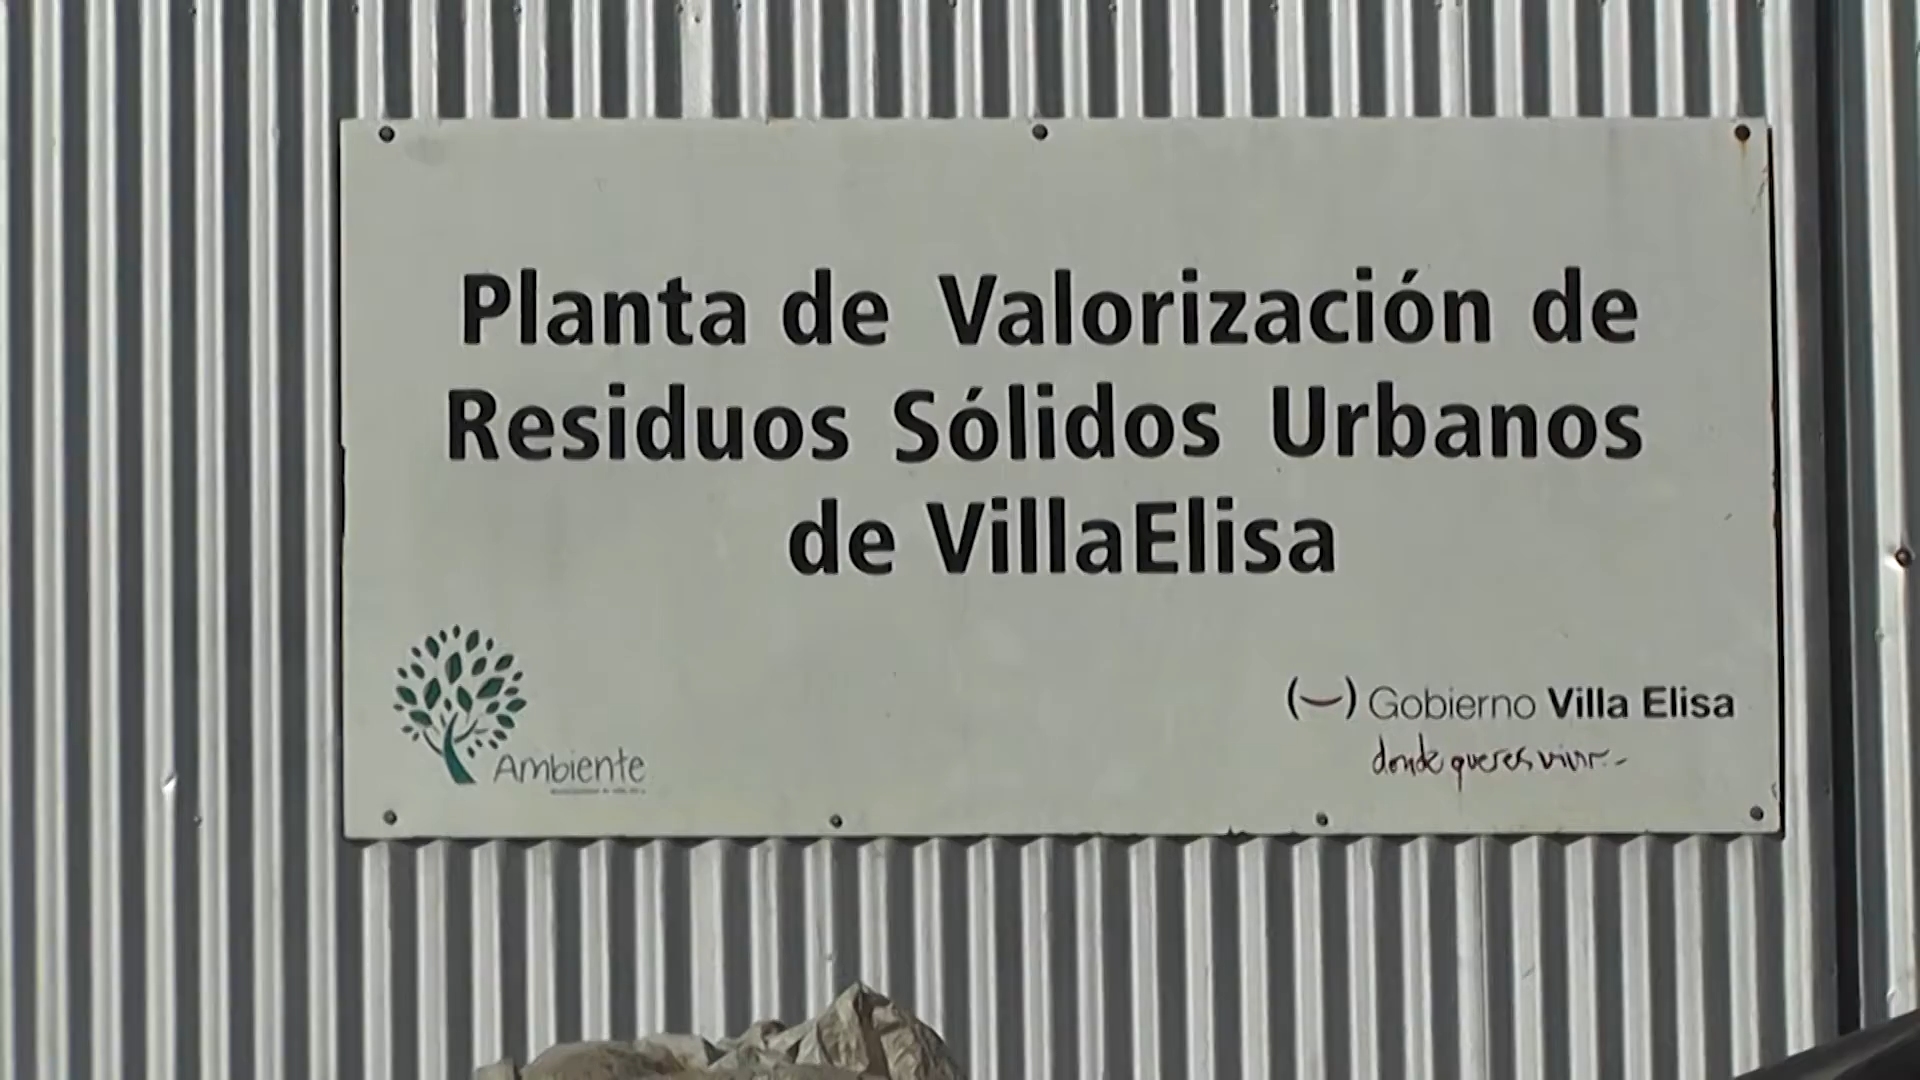 Planta de Valorización de
Residuos Sólidos Urbanos
de VillaElisa
Ambiente
(‿) Gobierno Villa Elisa
donde queres vivir.-